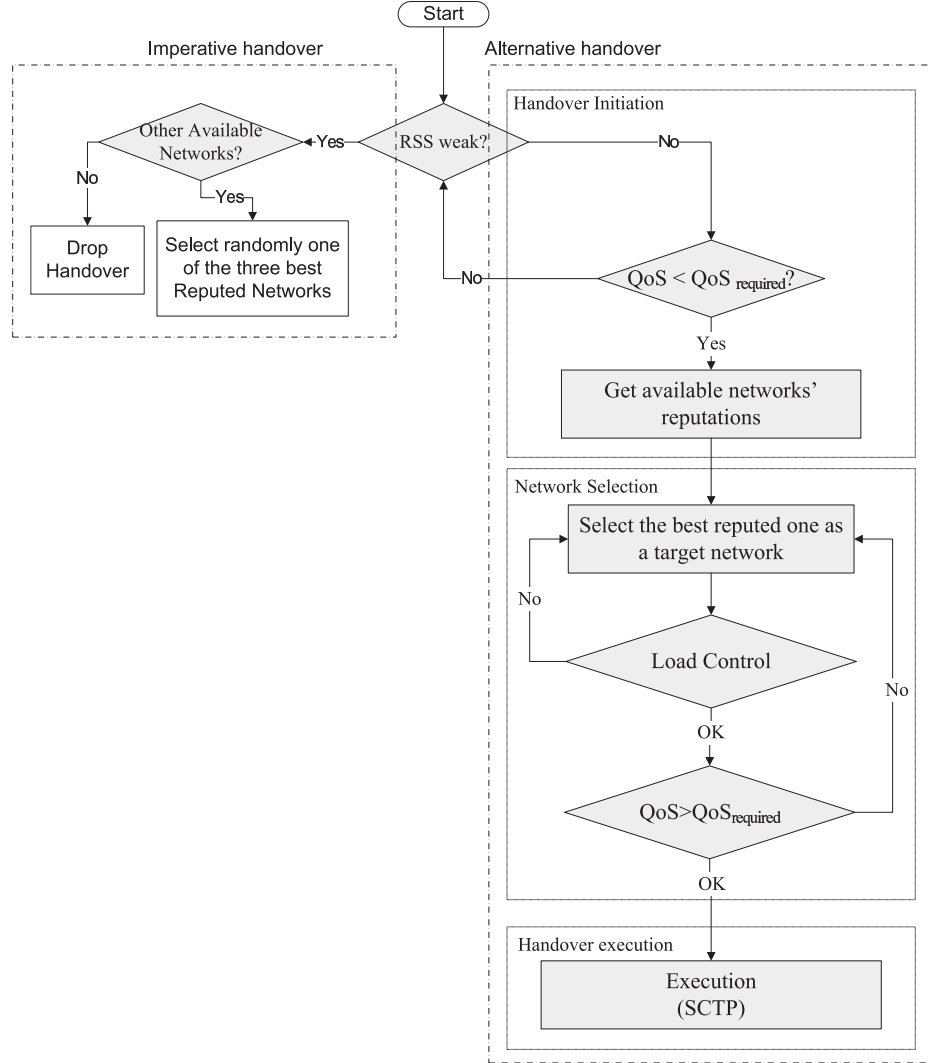 Start
Imperative handover
Alternative handover
Handover Initiation
Other Available
Networks?
Yes
RSS weak?
No
No
Yes
Drop
Handover
Select randomly one
of the three best
Reputed Networks
No
QoS < QoS required?
Yes
Get available networks’
reputations
Network Selection
Select the best reputed one as
a target network
No
Load Control
No
OK
QoS>QoSrequired
OK
Handover execution
Execution
(SCTP)